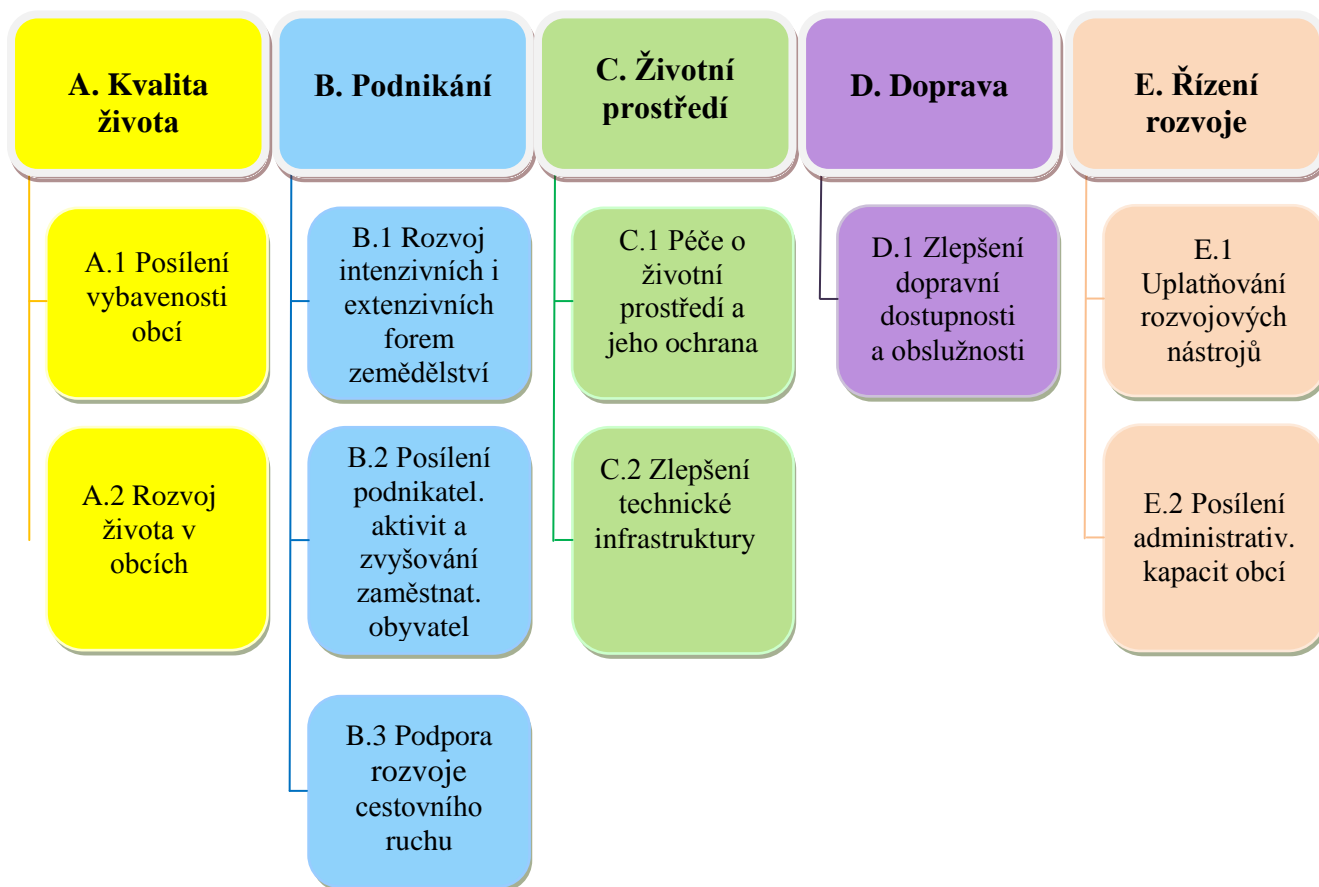 A. Kvalita
života
B. Podnikání
C. Životní
prostředí
D. Doprava
E. Řízení
rozvoje
A.1 Posílení
vybavenosti
obcí
B.1 Rozvoj
intenzivních i
extenzivních
forem
zemědělství
C.1 Péče o
životní
prostředí a
jeho ochrana
D.1 Zlepšení
dopravní
dostupnosti
a obslužnosti
E.1
Uplatňování
rozvojových
nástrojů
A.2 Rozvoj
života v
obcích
B.2 Posílení
podnikatel.
aktivit a
zvyšování
zaměstnat.
obyvatel
C.2 Zlepšení
technické
infrastruktury
E.2 Posílení
administrativ.
kapacit obcí
B.3 Podpora
rozvoje
cestovního
ruchu